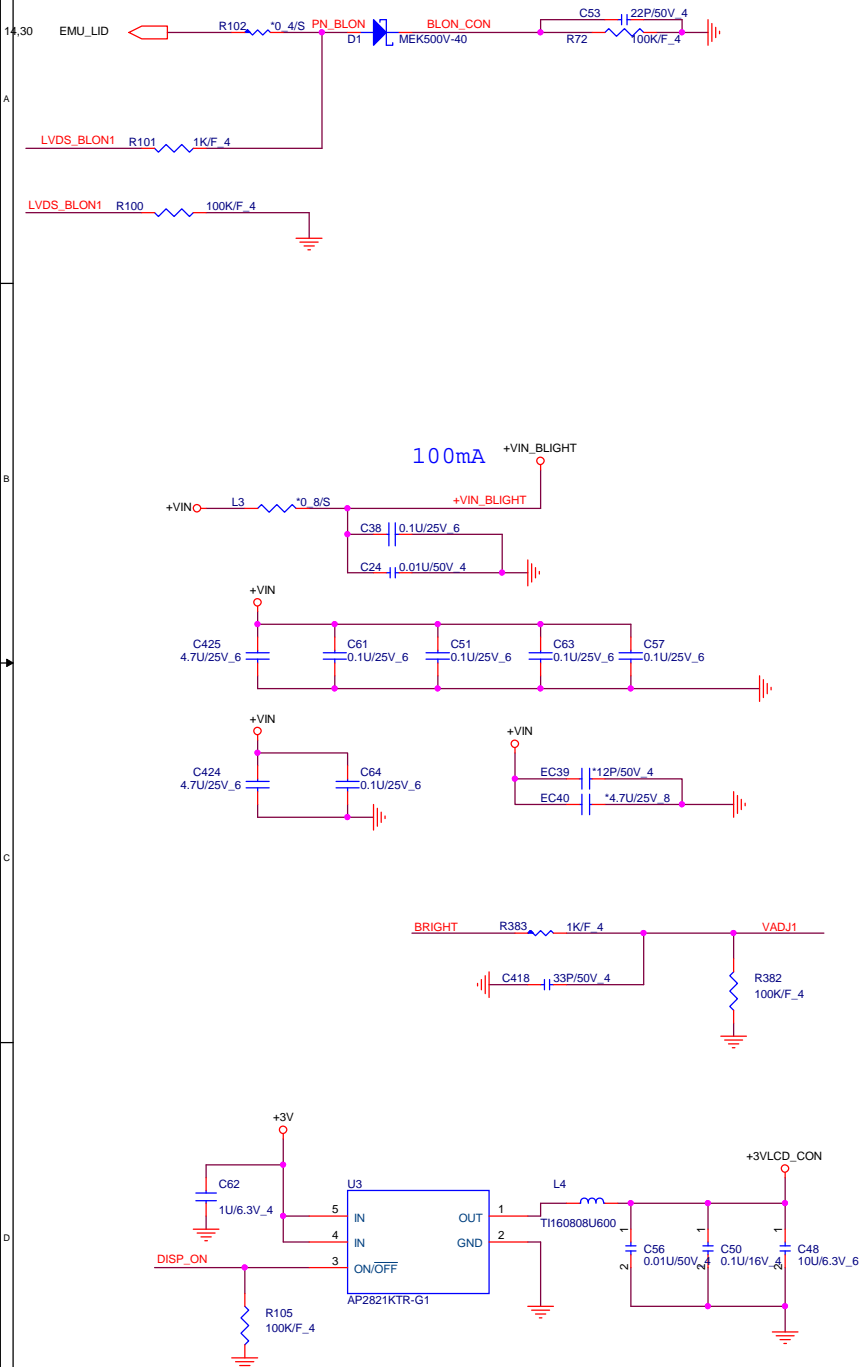 14,30 EMU_LID R102 *0_4/S PN_BLON D1 MEK500V-40 BLON_CON C53 22P/50V_4 R72 100K/F_4
A
LVDS_BLON1 R101 1K/F_4
LVDS_BLON1 R100 100K/F_4
100mA +VIN_BLIGHT
B
+VIN L3 *0_8/S +VIN_BLIGHT
C38 0.1U/25V_6
C24 0.01U/50V_4
+VIN
C425 C61 C51 C63 C57
4.7U/25V_6 0.1U/25V_6 0.1U/25V_6 0.1U/25V_6 0.1U/25V_6
+VIN +VIN
C424 C64 EC39 *12P/50V_4
4.7U/25V_6 0.1U/25V_6 EC40 *4.7U/25V_8
C
BRIGHT R383 1K/F_4 VADJ1
C418 33P/50V_4 R382
100K/F_4
+3V
+3VLCD_CON
C62 U3 L4
1U/6.3V_4
5 IN OUT 1 TI160808U600
4 IN GND 2
D
DISP_ON 3 ON/OFF
1 1 1
C56 C50 C48
0.01U/50V_4 0.1U/16V_4 10U/6.3V_6
2 2 2
AP2821KTR-G1
R105
100K/F_4